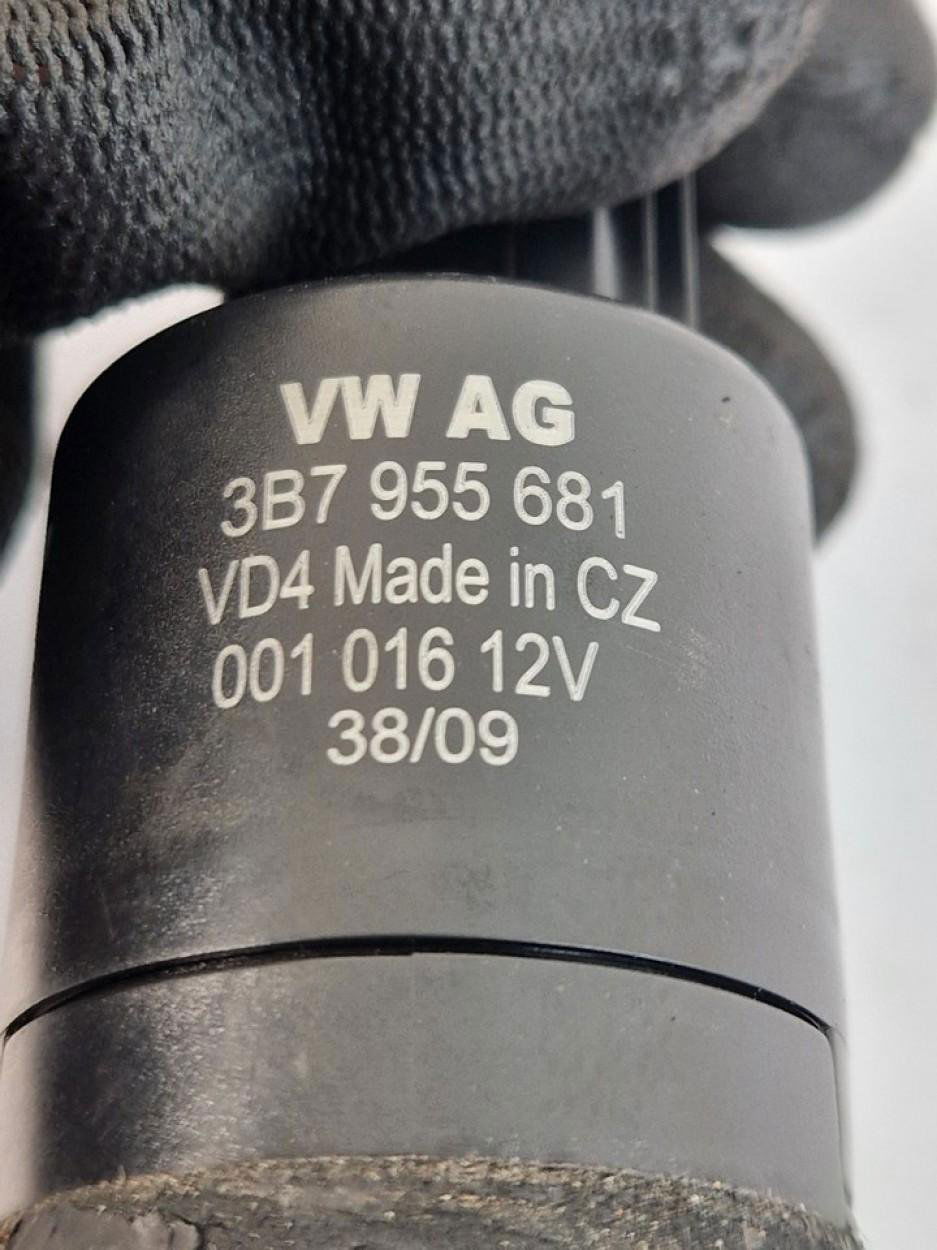 VW AG
3B7 955 681
VD4 Made in CZ
001 016 12V
38/09